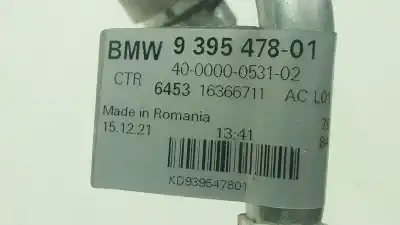 BMW 9 395 478-01
40-0000-0531-02
CTR 6453 16366711 AC L01
Made in Romania
15.12.21 13:41
KD939547801